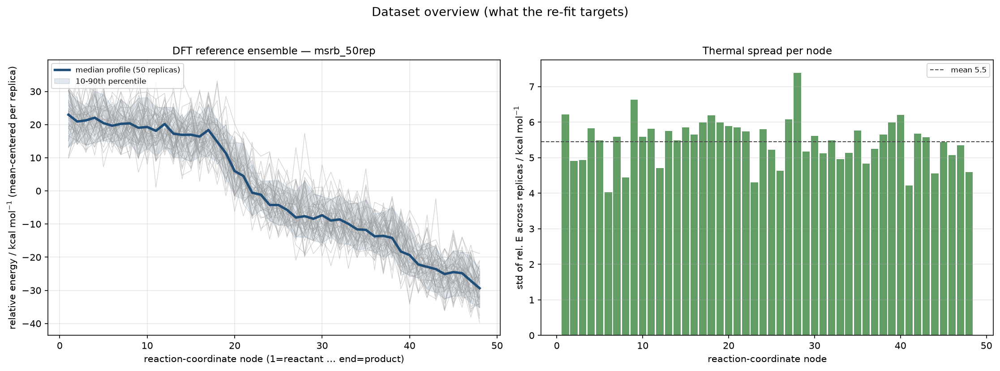 Dataset overview (what the re-fit targets)
DFT reference ensemble — msrb_50rep
relative energy / kcal mol⁻¹ (mean-centered per replica)
median profile (50 replicas)
10-90th percentile
30
20
10
0
−10
−20
−30
−40
0 10 20 30 40 50
reaction-coordinate node (1=reactant ... end=product)
Thermal spread per node
std of rel. E across replicas / kcal mol⁻¹
mean 5.5
7
6
5
4
3
2
1
0
0 10 20 30 40 50
reaction-coordinate node